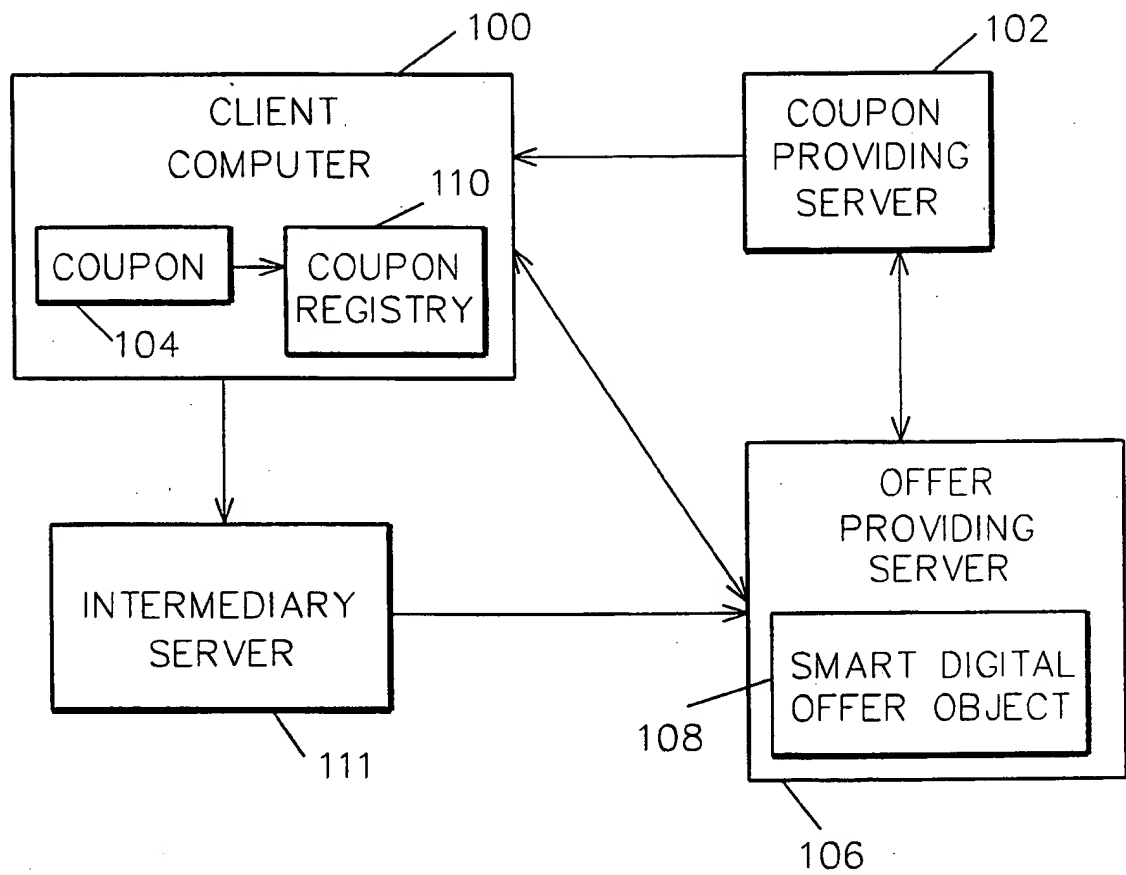 100
102
CLIENT
COMPUTER
COUPON
PROVIDING
SERVER
110
COUPON
COUPON
REGISTRY
104
OFFER
PROVIDING
SERVER
INTERMEDIARY
SERVER
SMART DIGITAL
OFFER OBJECT
108
111
106